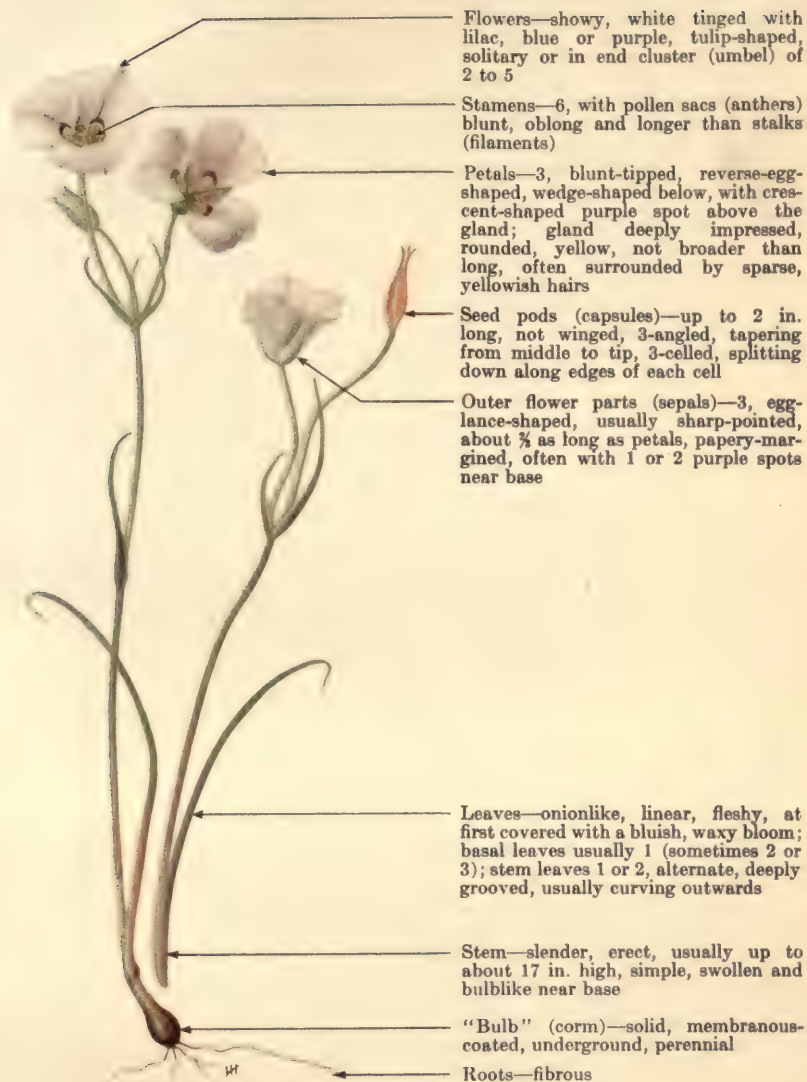 Flowers—showy, white tinged with
lilac, blue or purple, tulip-shaped,
solitary or in end cluster (umbel) of
2 to 5
Stamens—6, with pollen sacs (anthers)
blunt, oblong and longer than stalks
(filaments)
Petals—3, blunt-tipped, reverse-egg-
shaped, wedge-shaped below, with cres-
cent-shaped purple spot above the
gland; gland deeply impressed,
rounded, yellow, not broader than
long, often surrounded by sparse,
yellowish hairs
Seed pods (capsules)—up to 2 in.
long, not winged, 3-angled, tapering
from middle to tip, 3-celled, splitting
down along edges of each cell
Outer flower parts (sepals)—3, egg-
lance-shaped, usually sharp-pointed,
about as long as petals, papery-mar-
gined, often with 1 or 2 purple spots
near base
Leaves—onionlike, linear, fleshy, at
first covered with a bluish, waxy bloom;
basal leaves usually 1 (sometimes 2 or
3); stem leaves 1 or 2, alternate, deeply
grooved, usually curving outwards
Stem—slender, erect, usually up to
about 17 in. high, simple, swollen and
bulblike near base
"Bulb" (corm)—solid, membranous-
coated, underground, perennial
Roots—fibrous